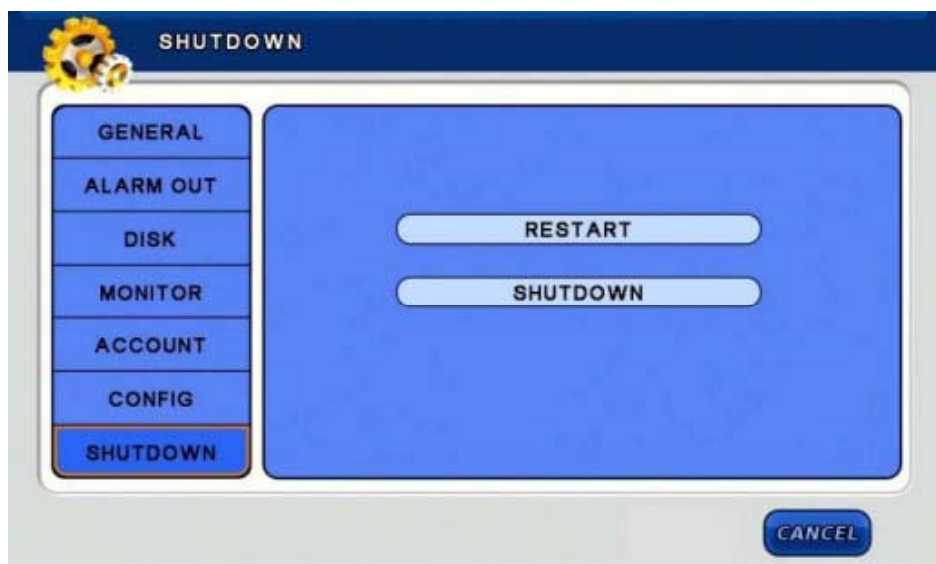 SHUTDOWN
GENERAL
ALARM OUT
DISK
MONITOR
ACCOUNT
CONFIG
SHUTDOWN
RESTART
SHUTDOWN
CANCEL